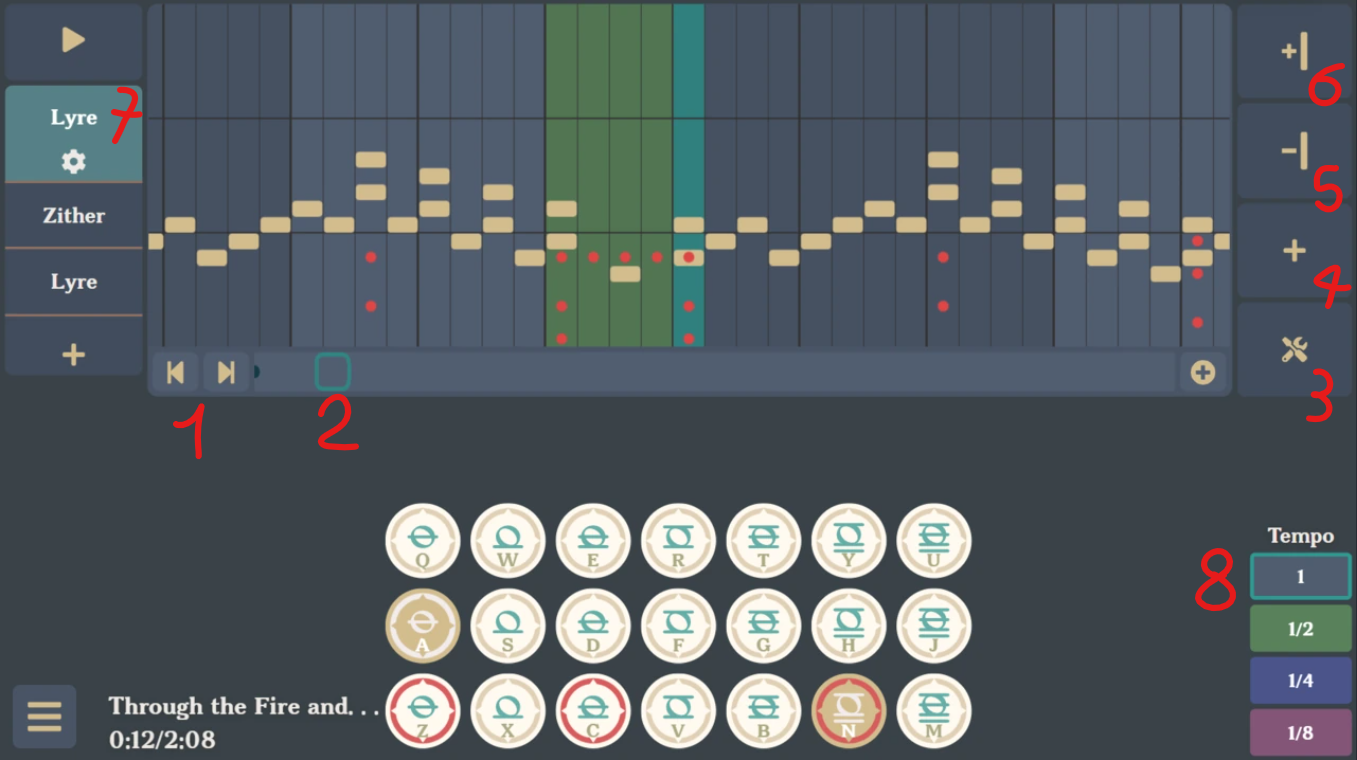 Lyre
7
Zither
Lyre
6
5
4
3
1
2
Q W E R T Y U
A S D F G H J
Z X C V B N M
Through the Fire and. . .
0:12/2:08
Tempo
8
1
1/2
1/4
1/8